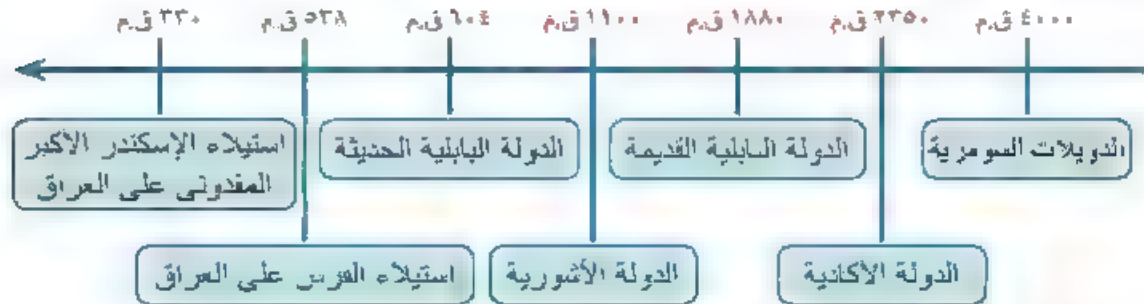 ٤٠٠٠ ق.م
٢٣٥٠ ق.م
١٨٨٠ ق.م
١١٠٠ ق.م
٦٠٤ ق.م
٥٣٨ ق.م
٣٣٠ ق.م
الدويلات السومرية
الدولة البابلية القديمة
الدولة البابلية الحديثة
استيلاء الإسكندر الأكبر
المقدونى على العراق
الدولة الأكادية
الدولة الأشورية
استيلاء الفرس على العراق